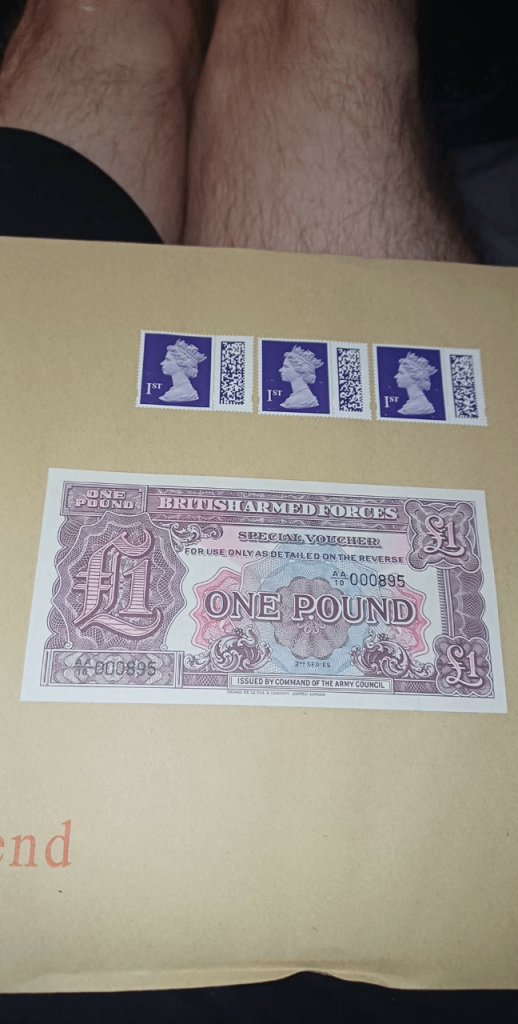 1ST
1ST
1ST
ONE
POUND
BRITISH ARMED FORCES
£1
SPECIAL VOUCHER
FOR USE ONLY AS DETAILED ON THE REVERSE
AA
10 000895
£1
ONE POUND
AA
10 000895
2ND SERIES
£1
ISSUED BY COMMAND OF THE ARMY COUNCIL
end